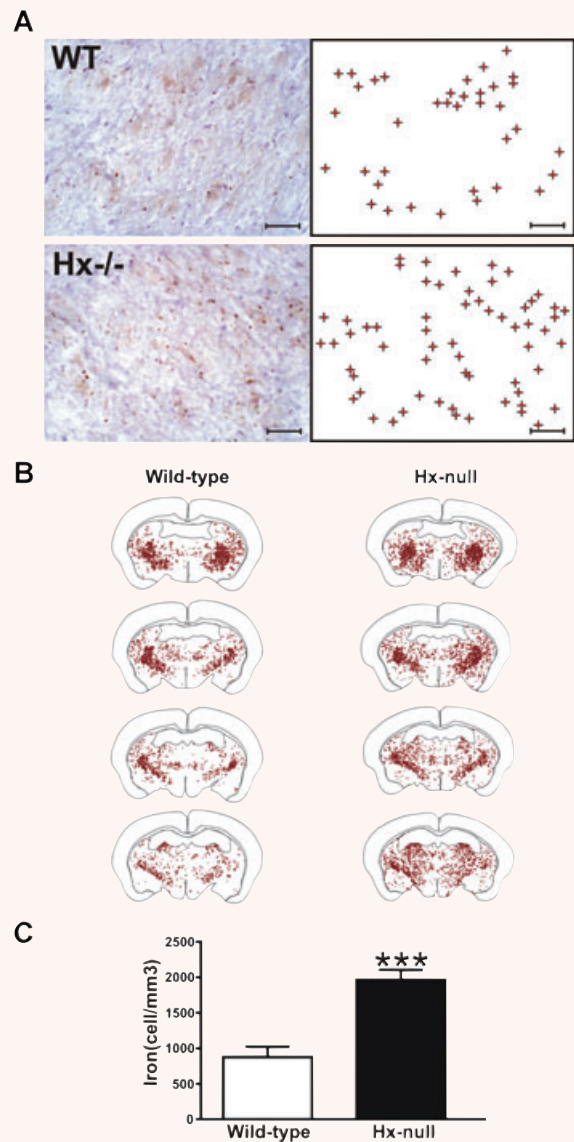 A
WT
Hx-/-
B
Wild-type Hx-null
C
Iron(cell/mm3)
2500
2000
1500
1000
500
0
***
Wild-type Hx-null